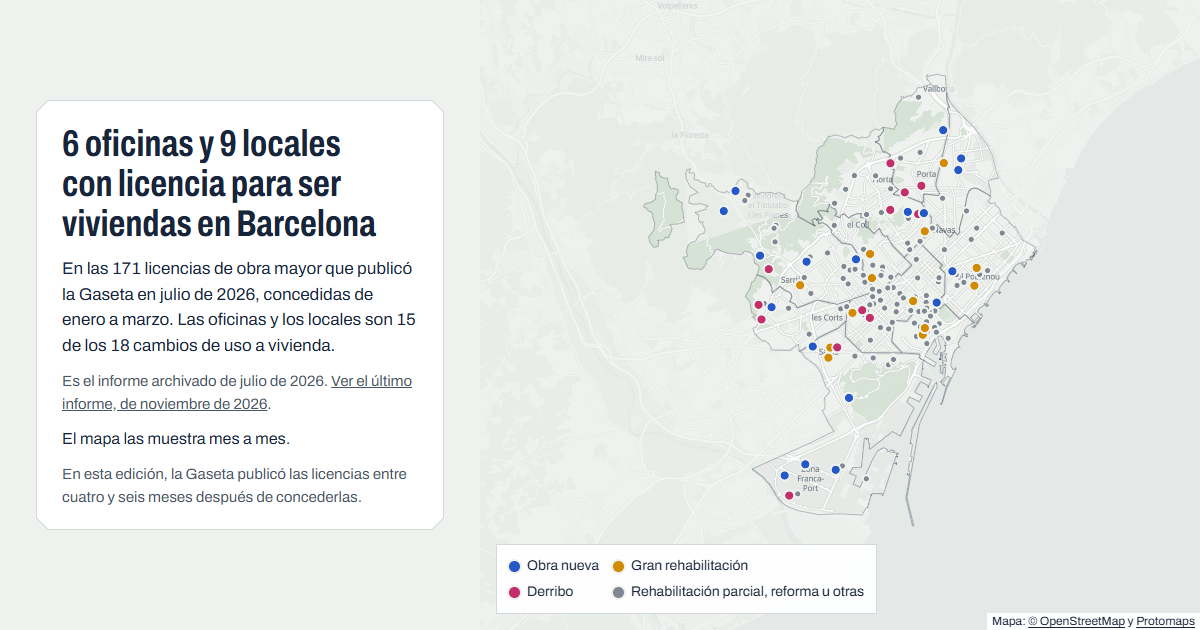 6 oficinas y 9 locales
con licencia para ser
viviendas en Barcelona
En las 171 licencias de obra mayor que publicó
la Gaseta en julio de 2026, concedidas de
enero a marzo. Las oficinas y los locales son 15
de los 18 cambios de uso a vivienda.
Es el informe archivado de julio de 2026. Ver el último
informe, de noviembre de 2026.
El mapa las muestra mes a mes.
En esta edición, la Gaseta publicó las licencias entre
cuatro y seis meses después de concederlas.
Volpelleres
Mira-sol
la Floresta
Vallbona
Horta
Porta
el Tibidabo
i les Planes
el Coll
Sarrià
les Corts
Zona
Franca-
Port
Obra nueva
Gran rehabilitación
Derribo
Rehabilitación parcial, reforma u otras
Mapa: © OpenStreetMap y Protomaps